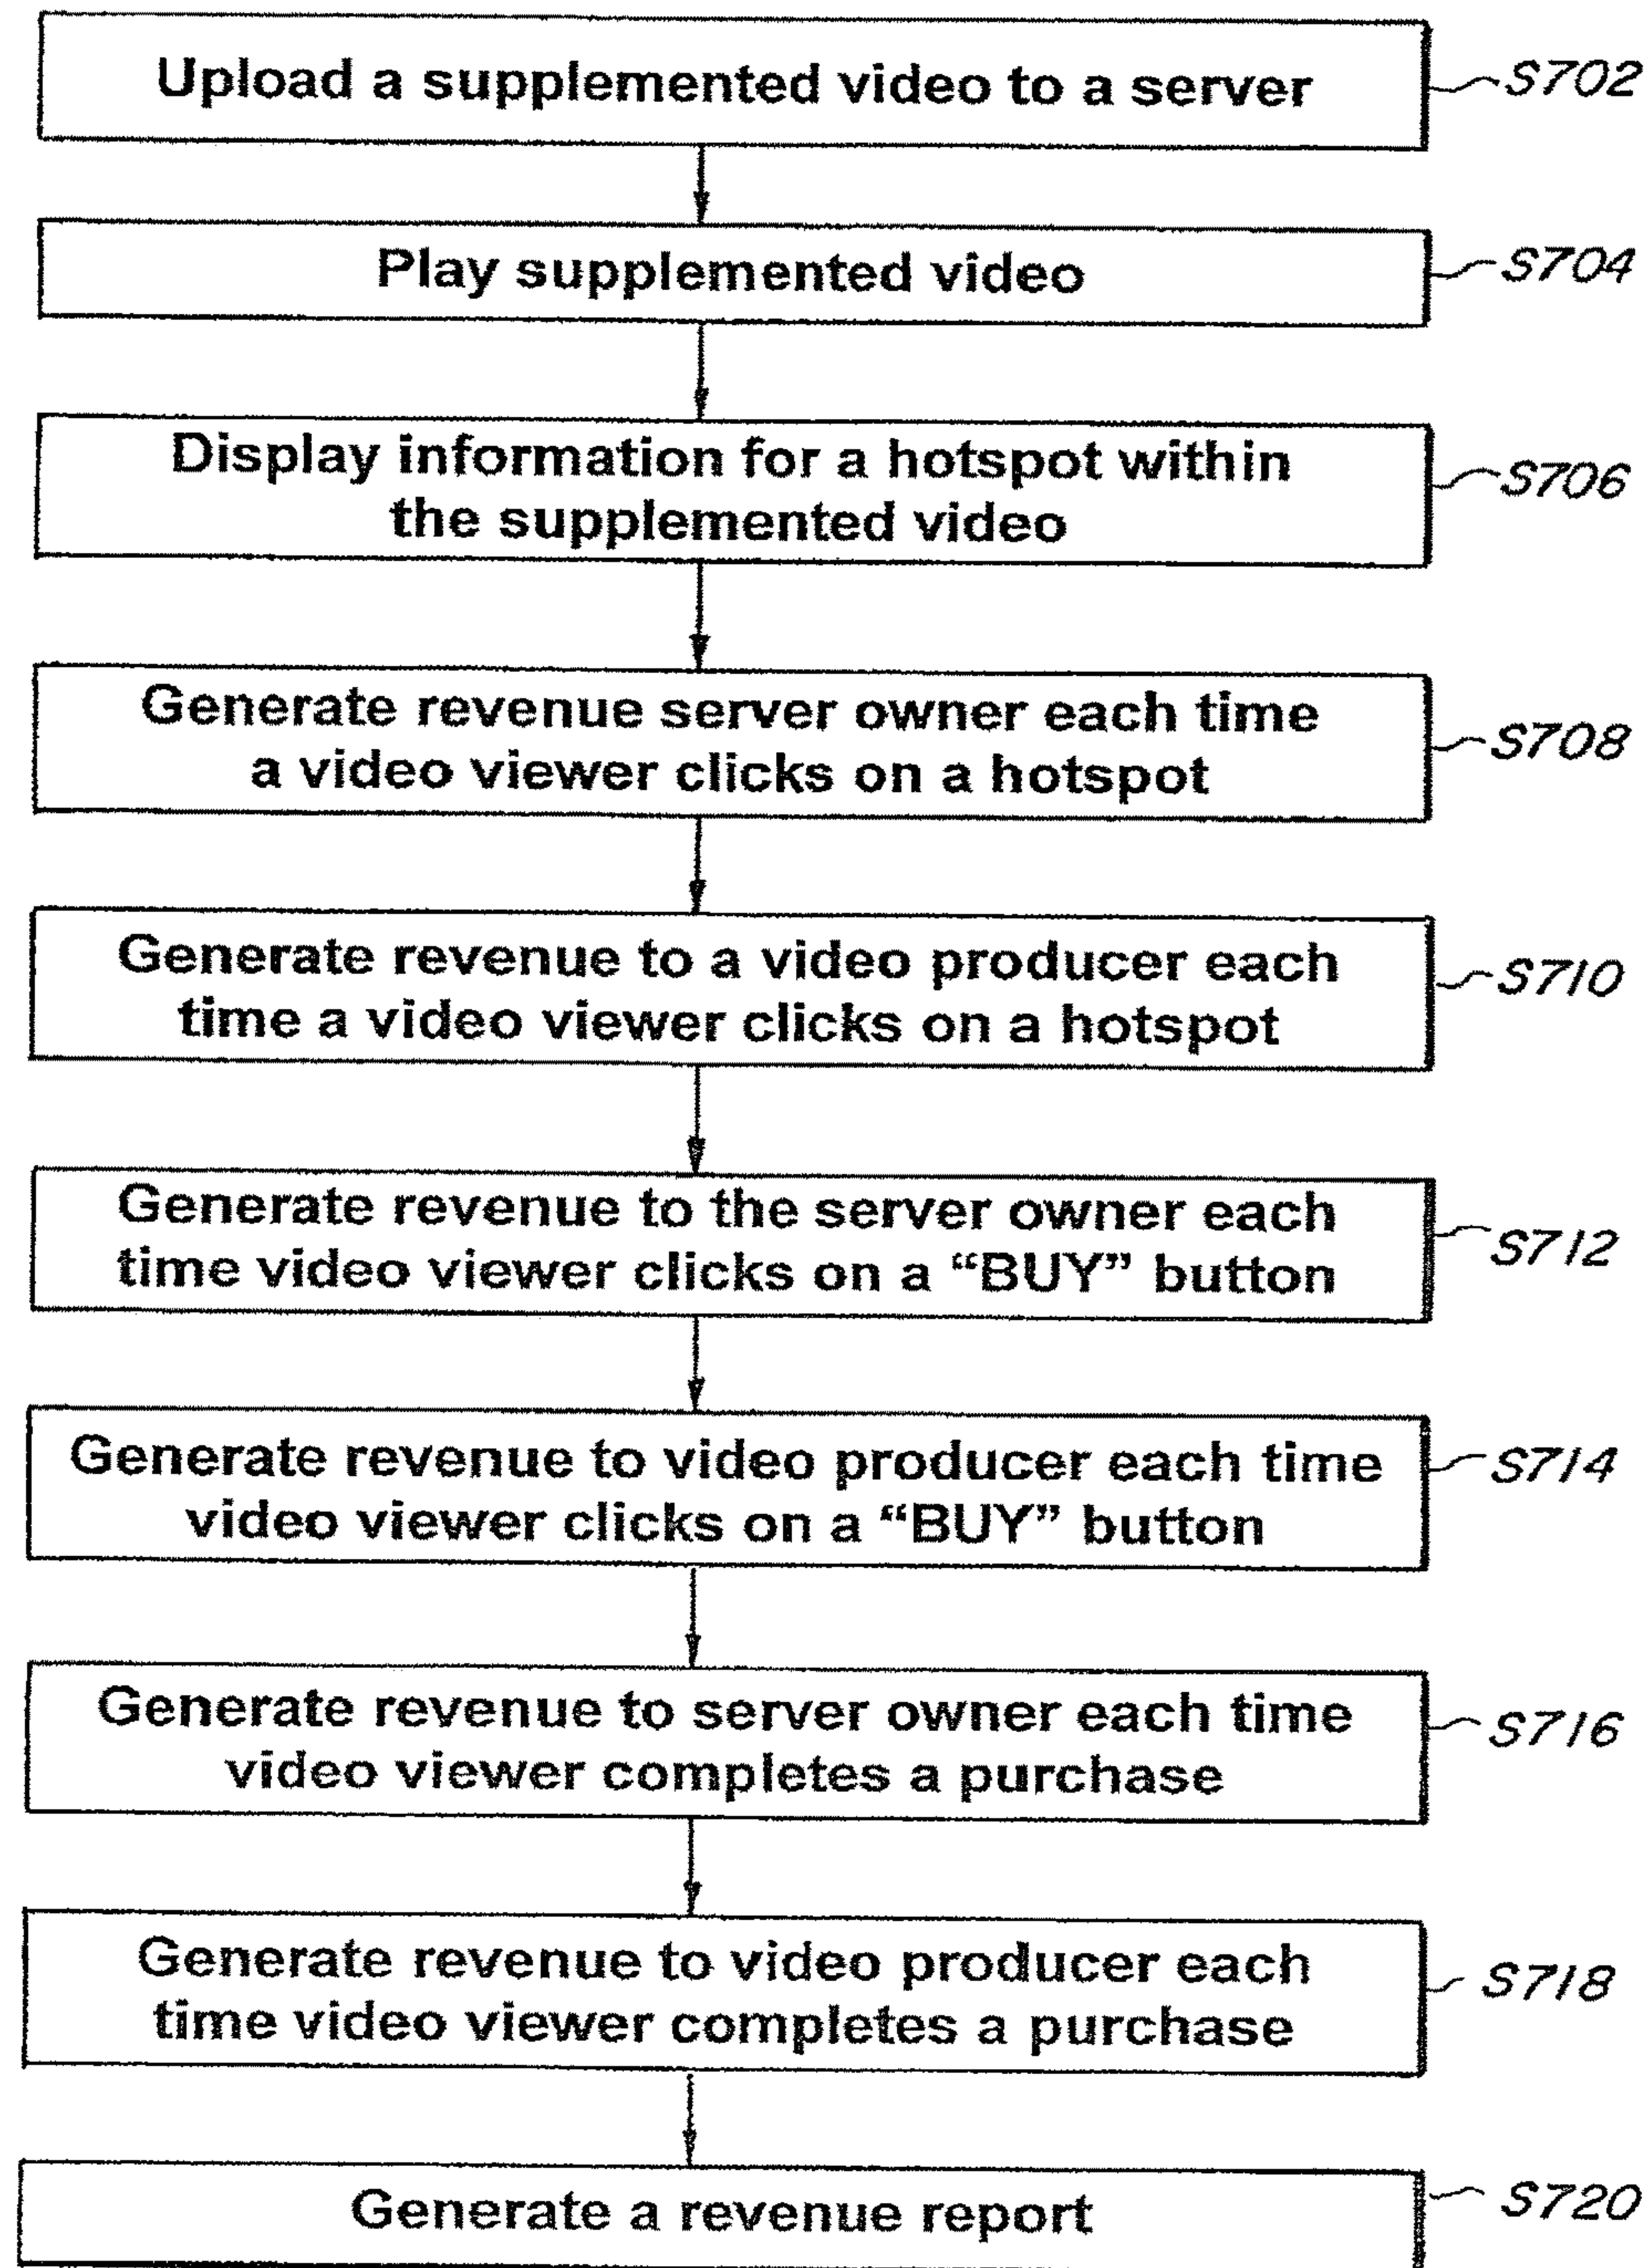 Upload a supplemented video to a server
S702
Play supplemented video
S704
Display information for a hotspot within
the supplemented video
S706
Generate revenue server owner each time
a video viewer clicks on a hotspot
S708
Generate revenue to a video producer each
time a video viewer clicks on a hotspot
S710
Generate revenue to the server owner each
time video viewer clicks on a “BUY” button
S712
Generate revenue to video producer each time
video viewer clicks on a “BUY” button
S714
Generate revenue to server owner each time
video viewer completes a purchase
S716
Generate revenue to video producer each
time video viewer completes a purchase
S718
Generate a revenue report
S720